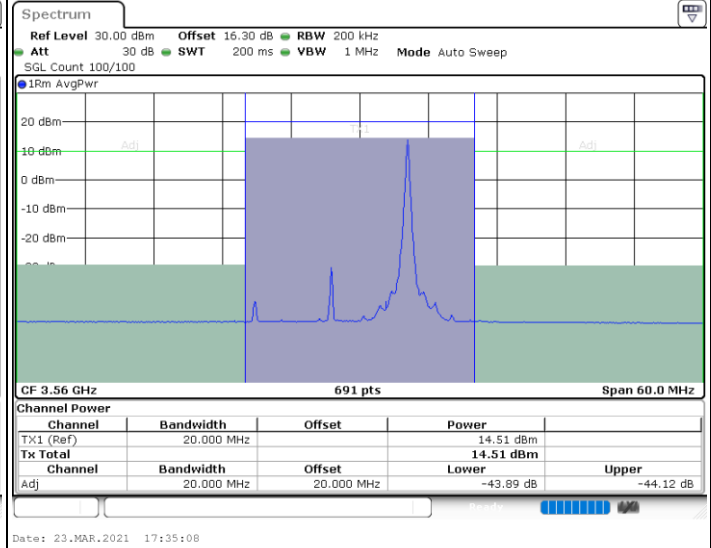 Spectrum
Ref Level 30.00 dBm Offset 16.30 dB RBW 200 kHz
Att 30 dB SWT 200 ms VBW 1 MHz Mode Auto Sweep
SGL Count 100/100
1Rm AvgPwr
20 dBm
TX1
Adj Adj
10 dBm
0 dBm
-10 dBm
-20 dBm
CF 3.56 GHz 691 pts Span 60.0 MHz
Channel Power
Channel Bandwidth Offset Power
TX1 (Ref) 20.000 MHz 14.51 dBm
Tx Total 14.51 dBm
Channel Bandwidth Offset Lower Upper
Adj 20.000 MHz 20.000 MHz -43.89 dB -44.12 dB
Ready
Date: 23.MAR.2021 17:35:08